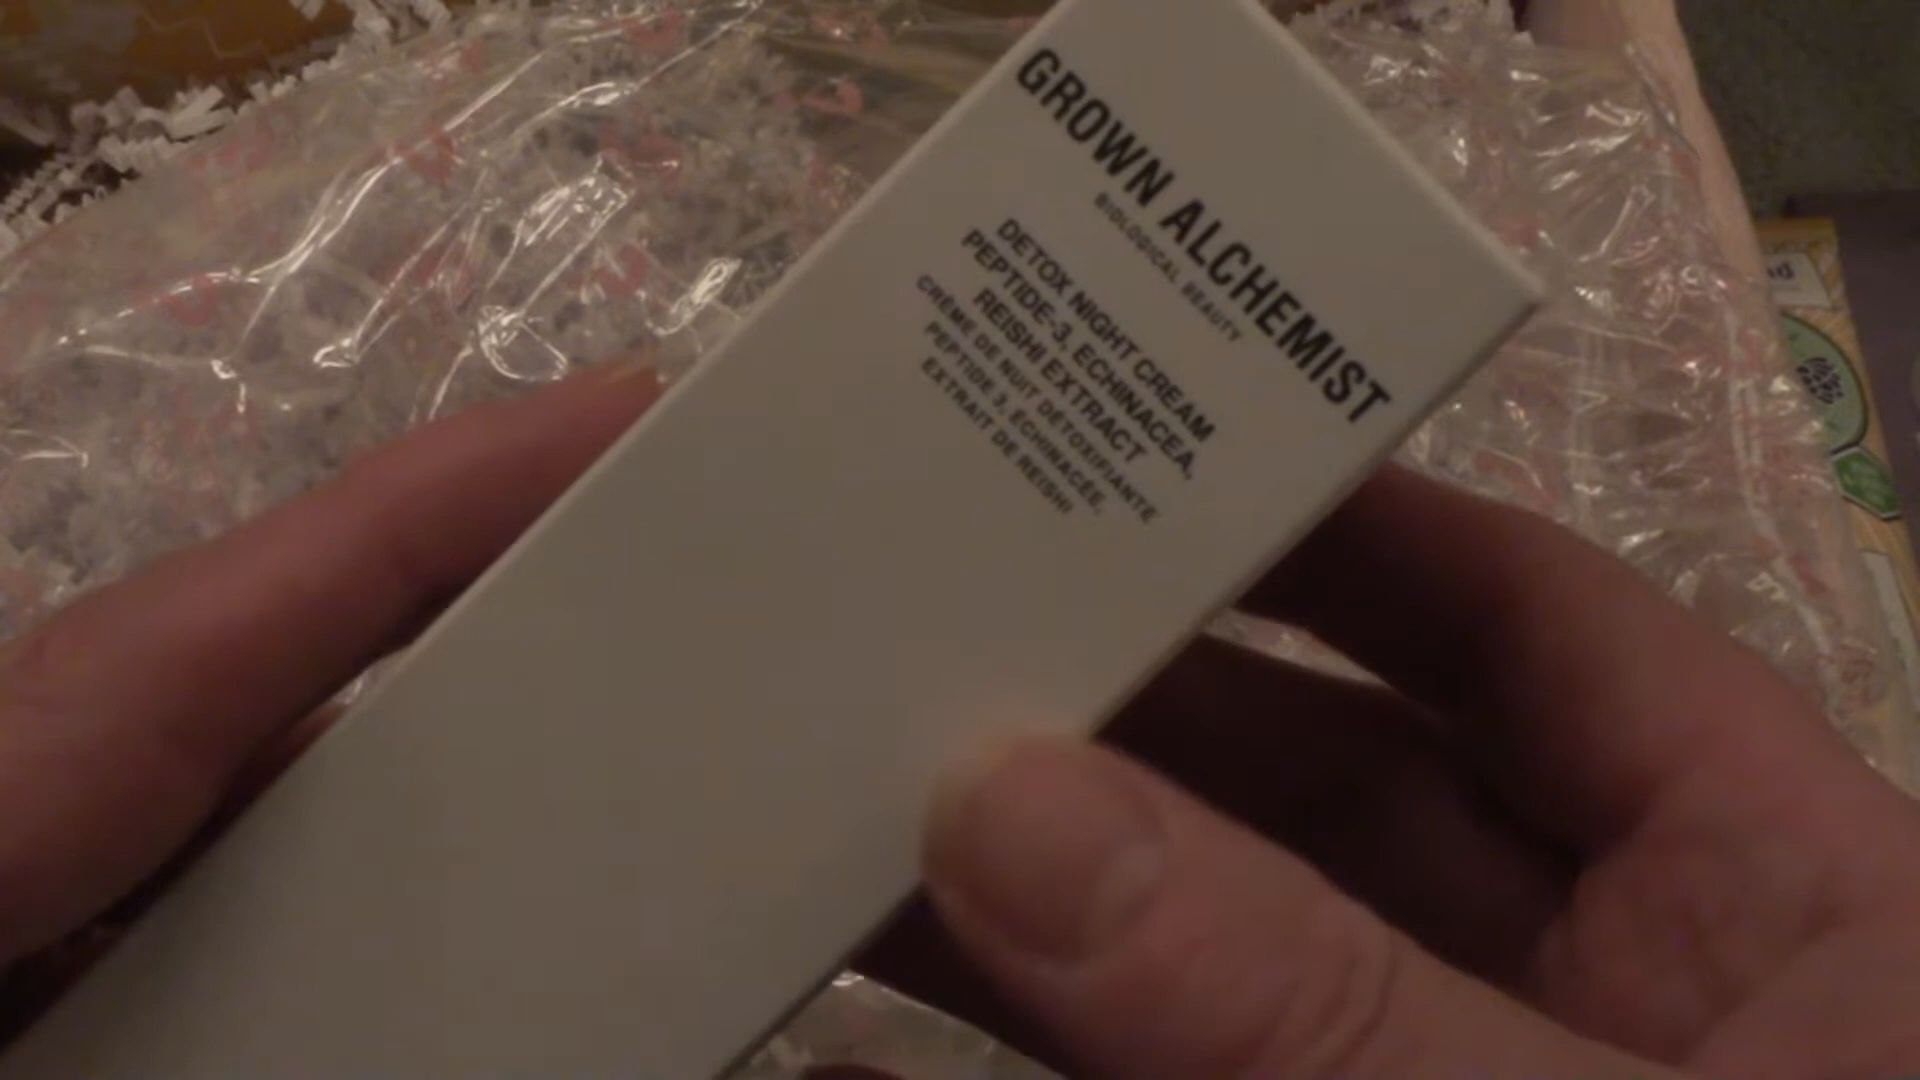 GROWN ALCHEMIST
BIOLOGICAL BEAUTY
DETOX NIGHT CREAM
PEPTIDE-3, ECHINACEA,
REISHI EXTRACT
CRÈME DE NUIT DÉTOXIFIANTE
PEPTIDE 3, ECHINACÉE,
EXTRAIT DE REISHI